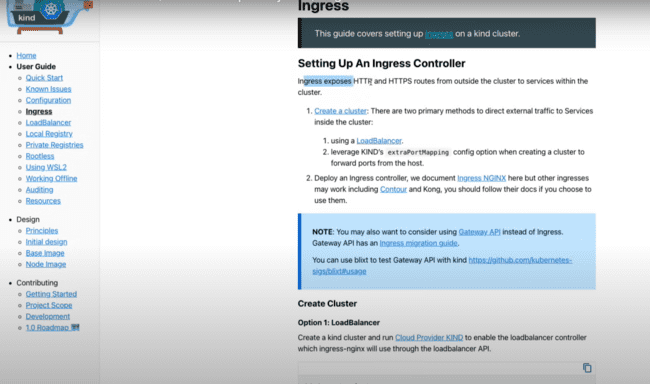 kind
Home
User Guide
Quick Start
Known Issues
Configuration
Ingress
LoadBalancer
Local Registry
Private Registries
Rootless
Using WSL2
Working Offline
Auditing
Resources
Design
Principles
Initial design
Base Image
Node Image
Contributing
Getting Started
Project Scope
Development
1.0 Roadmap
Ingress
This guide covers setting up ingress on a kind cluster.
Setting Up An Ingress Controller
Ingress exposes HTTP and HTTPS routes from outside the cluster to services within the
cluster.
1. Create a cluster: There are two primary methods to direct external traffic to Services
inside the cluster:
1. using a LoadBalancer.
2. leverage KIND's extraPortMapping config option when creating a cluster to
forward ports from the host.
2. Deploy an Ingress controller, we document Ingress NGINX here but other ingresses
may work including Contour and Kong, you should follow their docs if you choose to
use them.
NOTE: You may also want to consider using Gateway API instead of Ingress.
Gateway API has an Ingress migration guide.
You can use blixt to test Gateway API with kind https://github.com/kubernetes-
sigs/blixt#usage
Create Cluster
Option 1: LoadBalancer
Create a kind cluster and run Cloud Provider KIND to enable the loadbalancer controller
which ingress-nginx will use through the loadbalancer API.